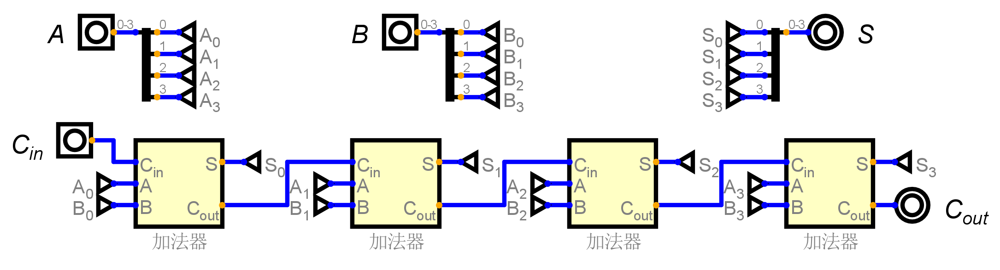 A 0-3 0 A0 B 0-3 0 B0 S0 0 0-3 S
1 A1 1 B1 S1 1
2 A2 2 B2 S2 2
3 A3 3 B3 S3 3
Cin
Cin S S0 Cin S S1 Cin S S2 Cin S S3
A0 A A1 A A2 A A3 A
B0 B Cout B1 B Cout B2 B Cout B3 B Cout Cout
加法器 加法器 加法器 加法器